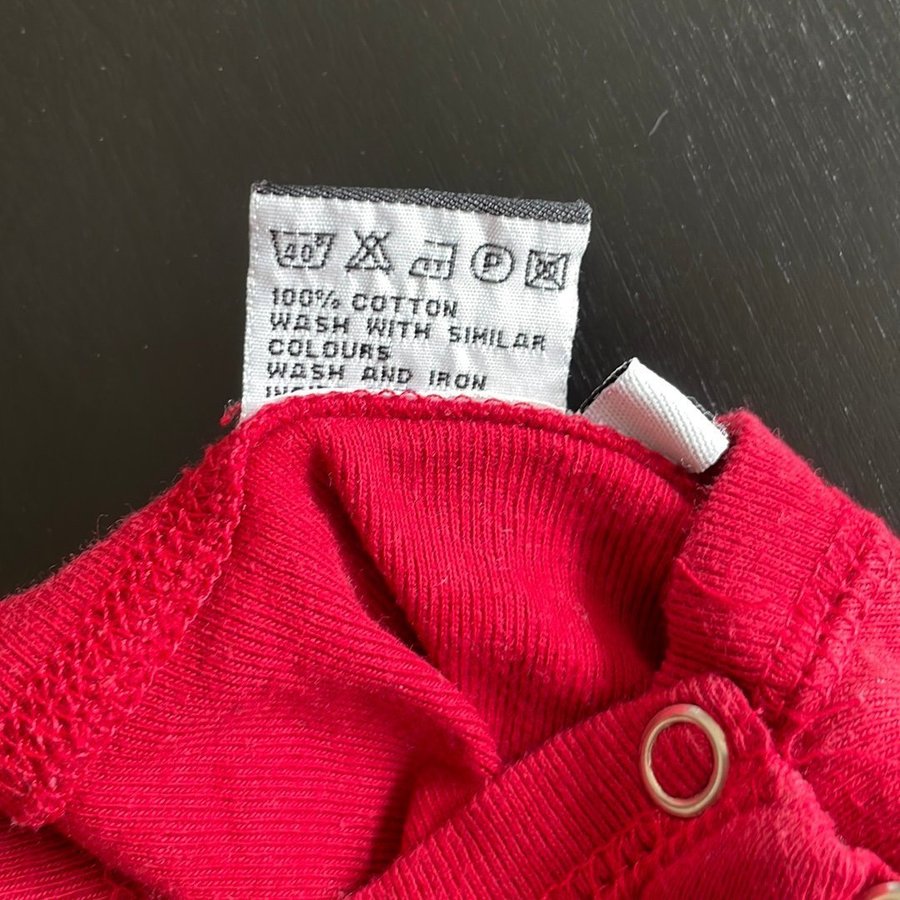 40 P
100% COTTON
WASH WITH SIMILAR
COLOURS
WASH AND IRON